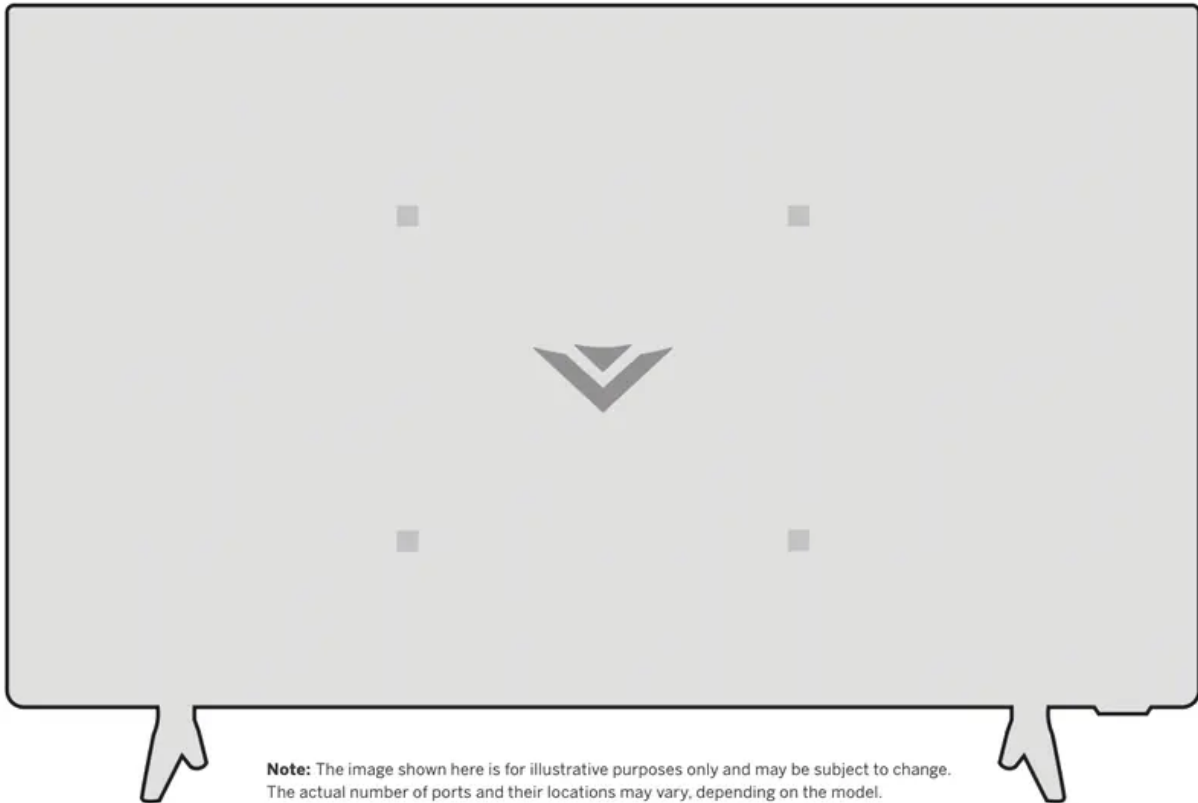 Note: The image shown here is for illustrative purposes only and may be subject to change.
The actual number of ports and their locations may vary, depending on the model.